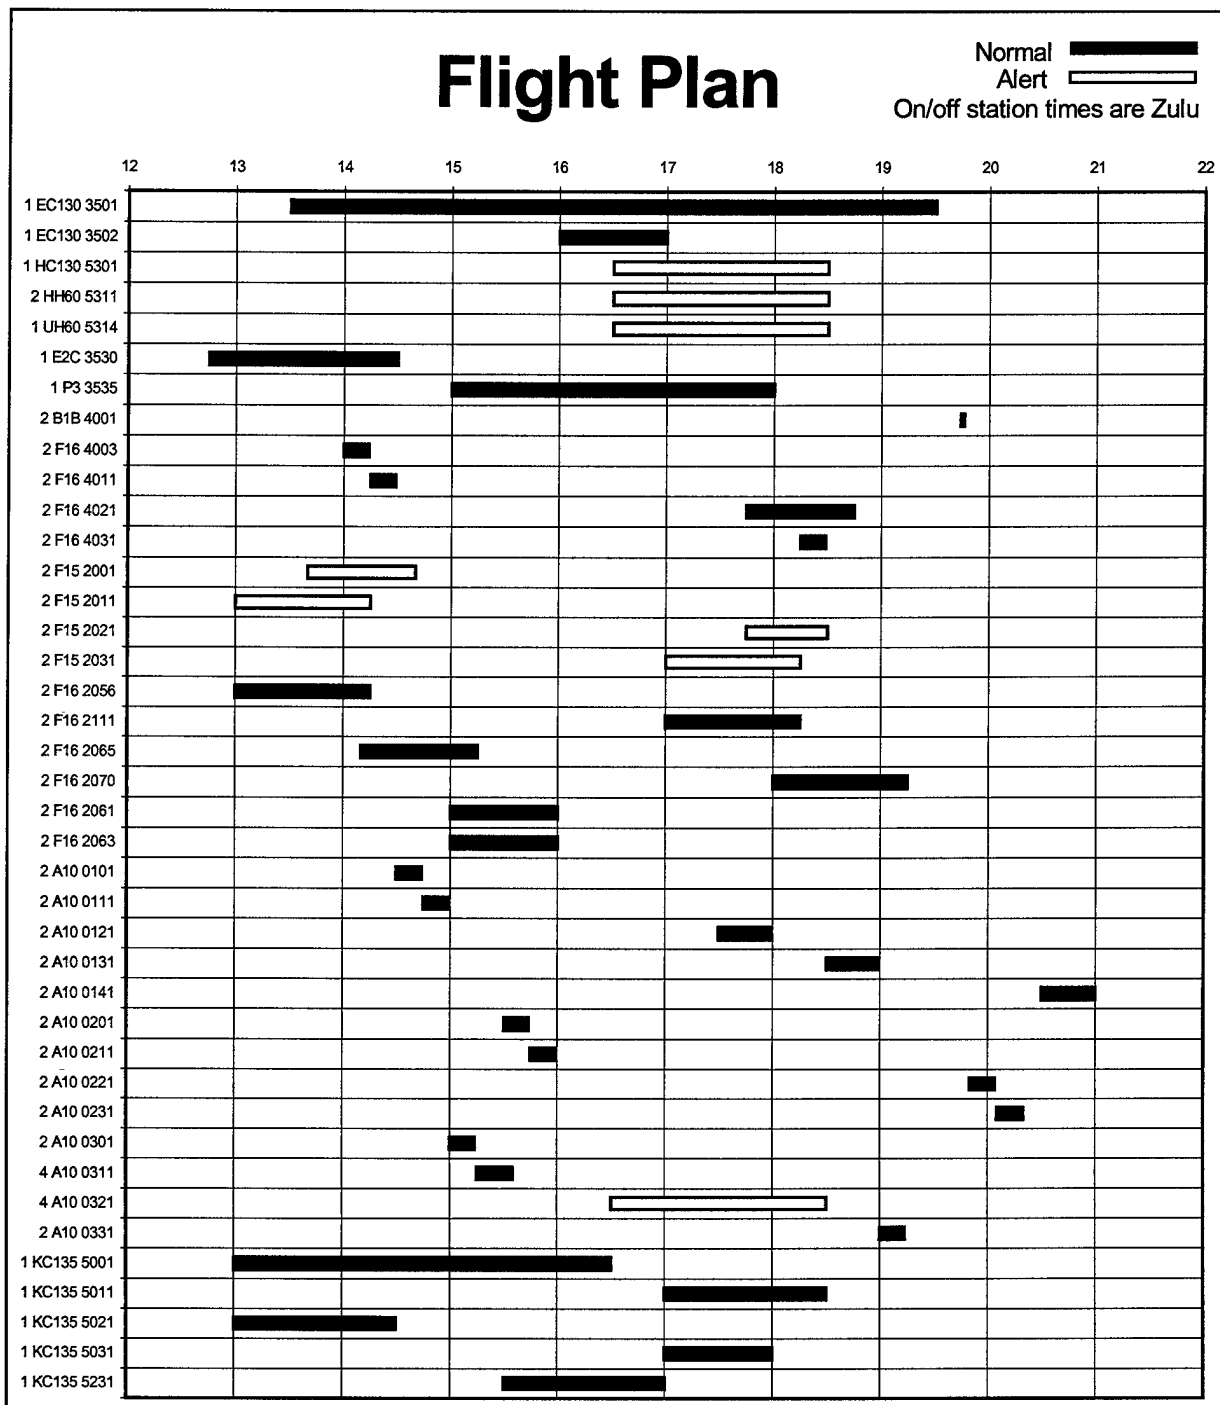 Flight Plan
Normal
Alert
On/off station times are Zulu
12 13 14 15 16 17 18 19 20 21 22
1 EC130 3501
1 EC130 3502
1 HC130 5301
2 HH60 5311
1 UH60 5314
1 E2C 3530
1 P3 3535
2 B1B 4001
2 F16 4003
2 F16 4011
2 F16 4021
2 F16 4031
2 F15 2001
2 F15 2011
2 F15 2021
2 F15 2031
2 F16 2056
2 F16 2111
2 F16 2065
2 F16 2070
2 F16 2061
2 F16 2063
2 A10 0101
2 A10 0111
2 A10 0121
2 A10 0131
2 A10 0141
2 A10 0201
2 A10 0211
2 A10 0221
2 A10 0231
2 A10 0301
4 A10 0311
4 A10 0321
2 A10 0331
1 KC135 5001
1 KC135 5011
1 KC135 5021
1 KC135 5031
1 KC135 5231